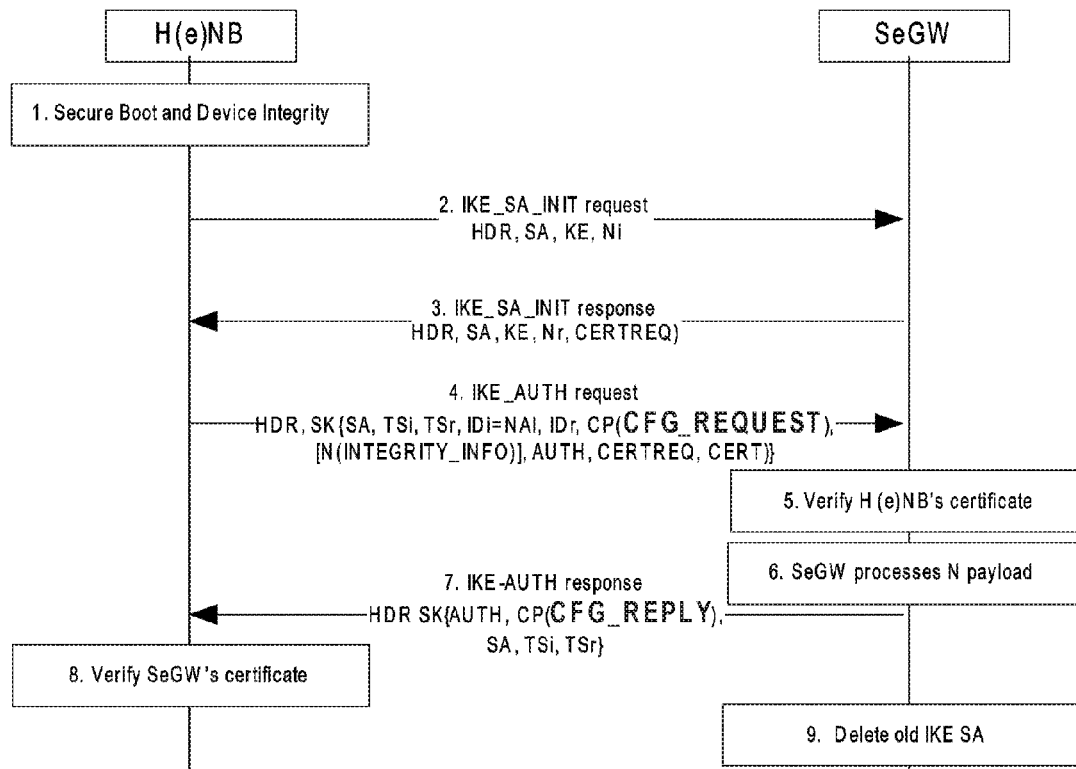 H(e)NB
SeGW
1. Secure Boot and Device Integrity
2. IKE_SA_INIT request
HDR, SA, KE, Ni
3. IKE_SA_INIT response
HDR, SA, KE, Nr, CERTREQ)
4. IKE_AUTH request
HDR, SK{SA, TSi, TSr, IDi=NAI, IDr, CP(CFG_REQUEST),
[N(INTEGRITY_INFO)], AUTH, CERTREQ, CERT)}
5. Verify H (e)NB's certificate
6. SeGW processes N payload
7. IKE-AUTH response
HDR SK{AUTH, CP(CFG_REPLY),
SA, TSi, TSr}
8. Verify SeGW's certificate
9. Delete old IKE SA